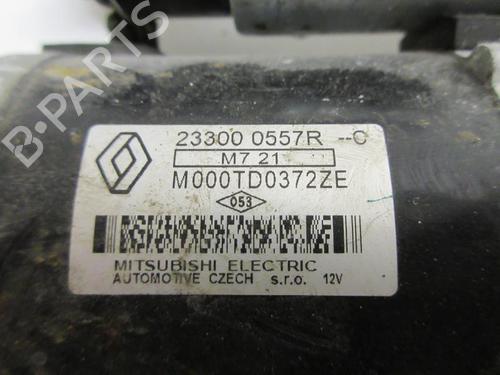 23300 0557R --C
M7 21
M000TD0372ZE
053
MITSUBISHI ELECTRIC
AUTOMOTIVE CZECH s.r.o. 12V
B-PARTS